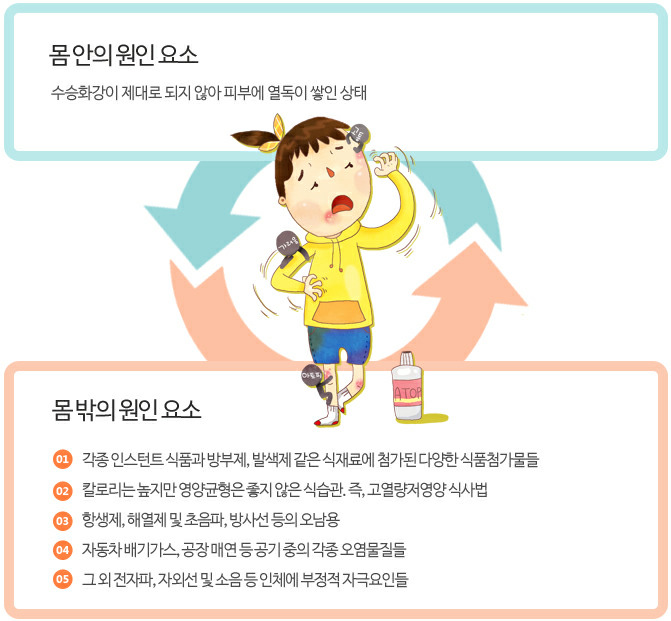 몸 안의 원인 요소
수승화강이 제대로 되지 않아 피부에 열독이 쌓인 상태
가려움
아토피
ATOP
몸 밖의 원인 요소
01 각종 인스턴트 식품과 방부제, 발색제 같은 식재료에 첨가된 다양한 식품첨가물들
02 칼로리는 높지만 영양균형은 좋지 않은 식습관. 즉, 고열량저영양 식사법
03 항생제, 해열제 및 초음파, 방사선 등의 오남용
04 자동차 배기가스, 공장 매연 등 공기 중의 각종 오염물질들
05 그 외 전자파, 자외선 및 소음 등 인체에 부정적 자극요인들